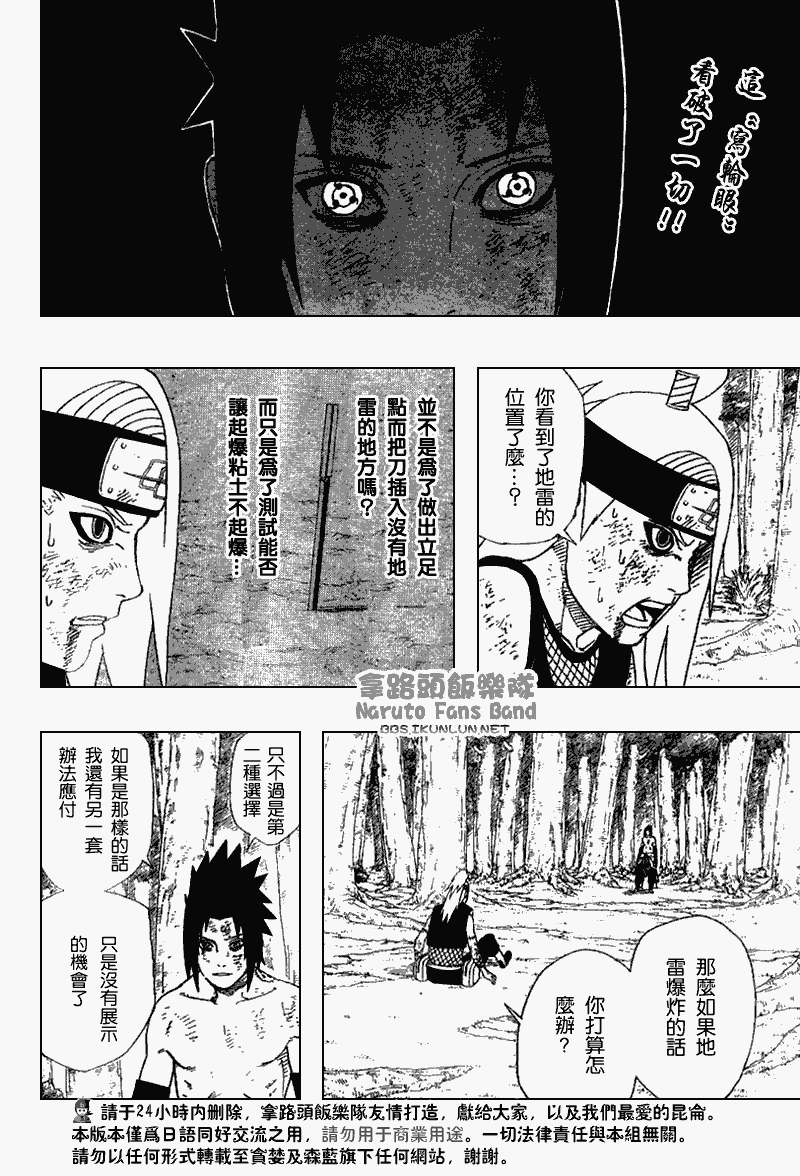 這〝寫輪眼〞
看破了一切!!
你看到了地雷的
位置了麼…?
並不是爲了做出立足
點而把刀插入沒有地
雷的地方嗎?
而只是爲了測試能否
讓起爆粘土不起爆…
拿路頭飯樂隊
Naruto Fans Band
BBS.IKUNLUN.NET
那麼如果地
雷爆炸的話
你打算怎
麼辦?
只不過是第
二種選擇
如果是那樣的話
我還有另一套
辦法應付
只是沒有展示
的機會了
請于24小時内删除，拿路頭飯樂隊友情打造，獻給大家，以及我們最愛的昆侖。
本版本僅爲日語同好交流之用，請勿用于商業用途。一切法律責任與本組無關。
請勿以任何形式轉載至貪婪及森藍旗下任何網站，謝謝。